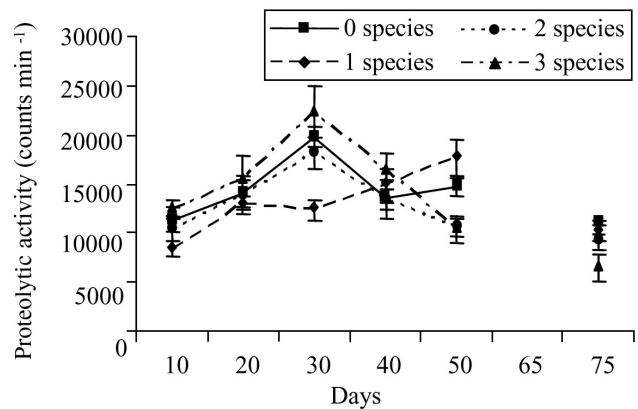 0 species
2 species
1 species
3 species
Proteolytic activity (counts min -1)
30000
25000
20000
15000
10000
5000
0
10 20 30 40 50 65 75
Days